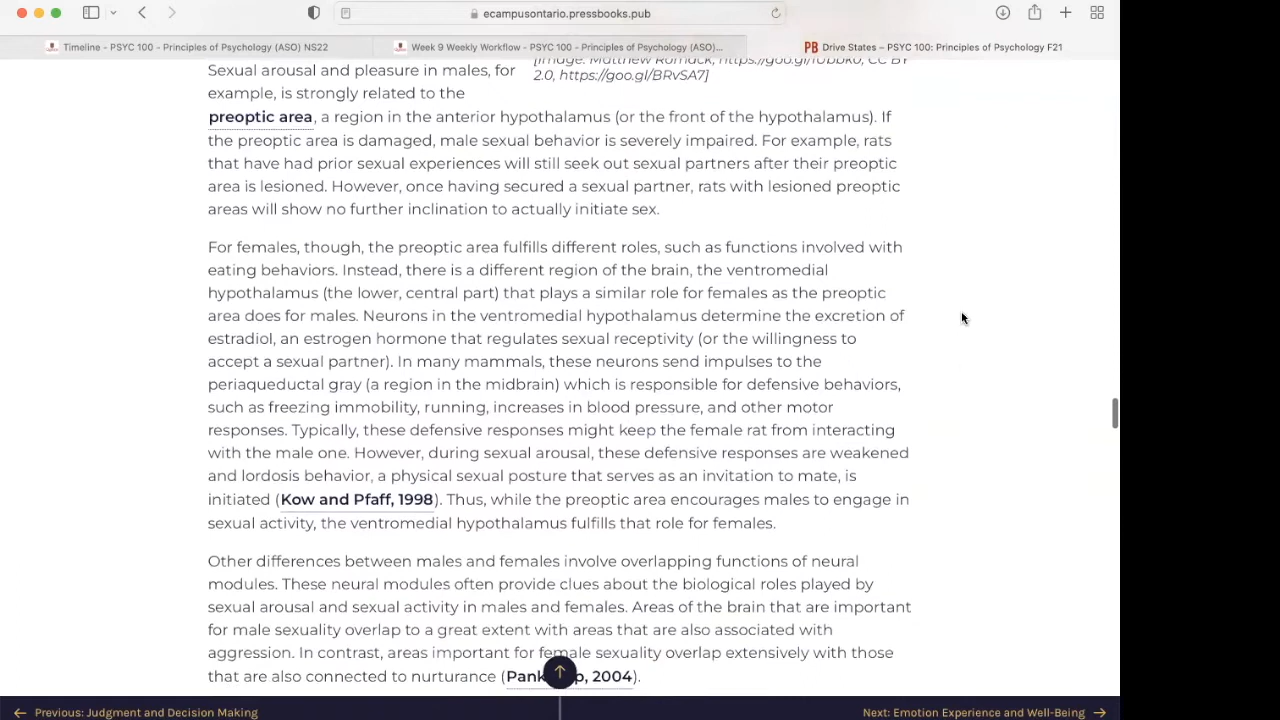 ecampusontario.pressbooks.pub
Timeline - PSYC 100 - Principles of Psychology (ASO) NS22
Week 9 Weekly Workflow - PSYC 100 - Principles of Psychology (ASO)...
PB Drive States – PSYC 100: Principles of Psychology F21
[Image: Matthew Romack, CC BY
2.0, https://goo.gl/BRvSA7]
Sexual arousal and pleasure in males, for
example, is strongly related to the
preoptic area, a region in the anterior hypothalamus (or the front of the hypothalamus). If
the preoptic area is damaged, male sexual behavior is severely impaired. For example, rats
that have had prior sexual experiences will still seek out sexual partners after their preoptic
area is lesioned. However, once having secured a sexual partner, rats with lesioned preoptic
areas will show no further inclination to actually initiate sex.
For females, though, the preoptic area fulfills different roles, such as functions involved with
eating behaviors. Instead, there is a different region of the brain, the ventromedial
hypothalamus (the lower, central part) that plays a similar role for females as the preoptic
area does for males. Neurons in the ventromedial hypothalamus determine the excretion of
estradiol, an estrogen hormone that regulates sexual receptivity (or the willingness to
accept a sexual partner). In many mammals, these neurons send impulses to the
periaqueductal gray (a region in the midbrain) which is responsible for defensive behaviors,
such as freezing immobility, running, increases in blood pressure, and other motor
responses. Typically, these defensive responses might keep the female rat from interacting
with the male one. However, during sexual arousal, these defensive responses are weakened
and lordosis behavior, a physical sexual posture that serves as an invitation to mate, is
initiated (Kow and Pfaff, 1998). Thus, while the preoptic area encourages males to engage in
sexual activity, the ventromedial hypothalamus fulfills that role for females.
Other differences between males and females involve overlapping functions of neural
modules. These neural modules often provide clues about the biological roles played by
sexual arousal and sexual activity in males and females. Areas of the brain that are important
for male sexuality overlap to a great extent with areas that are also associated with
aggression. In contrast, areas important for female sexuality overlap extensively with those
that are also connected to nurturance (2004).
Previous: Judgment and Decision Making
Next: Emotion Experience and Well-Being